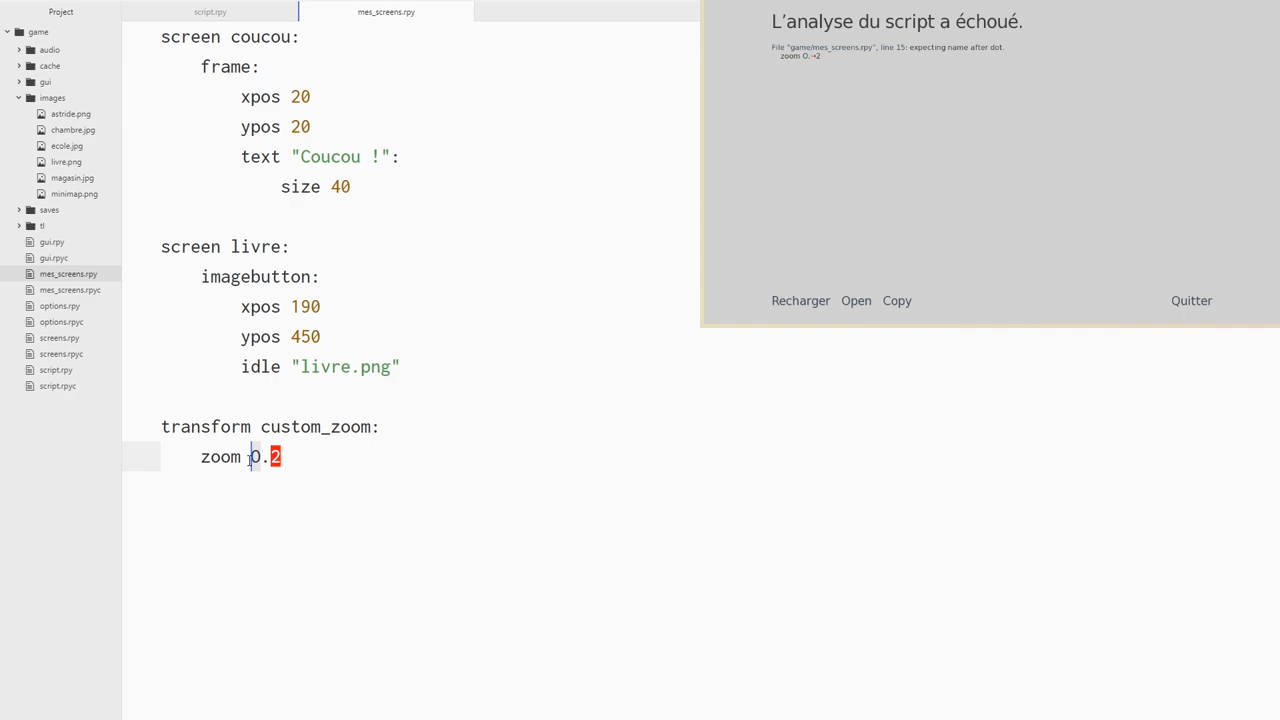 Project
script.rpy
mes_screens.rpy
game
audio
cache
gui
images
astride.png
chambre.jpg
ecole.jpg
livre.png
magasin.jpg
minimap.png
saves
tl
gui.rpy
gui.rpyc
mes_screens.rpy
mes_screens.rpyc
options.rpy
options.rpyc
screens.rpy
screens.rpyc
script.rpy
script.rpyc
screen coucou:
frame:
xpos 20
ypos 20
text "Coucou !":
size 40
screen livre:
imagebutton:
xpos 190
ypos 450
idle "livre.png"
transform custom_zoom:
zoom O.2
L'analyse du script a échoué.
File "game/mes_screens.rpy", line 15: expecting name after dot.
zoom O.→2
Recharger Open Copy
Quitter